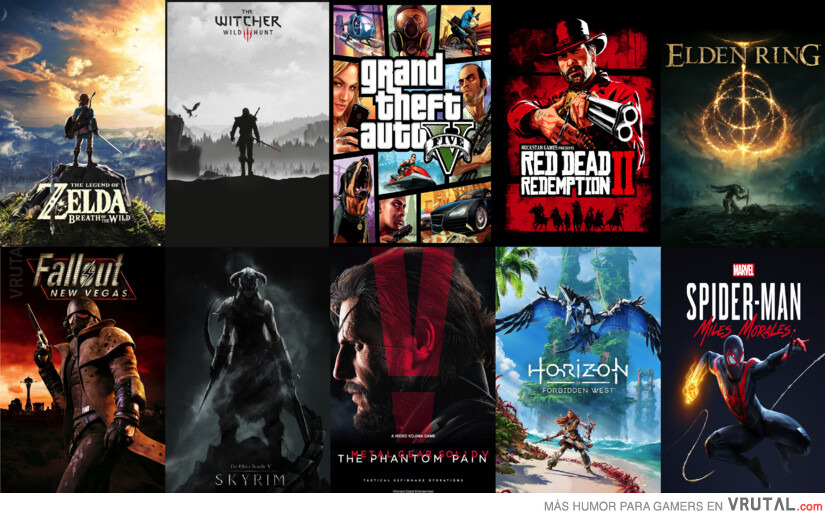 THE LEGEND OF
ZELDA
BREATH OF THE WILD
THE
WITCHER
WILD HUNT
grand
theft
auto
V
FIVE
ROCKSTAR GAMES PRESENTS
RED DEAD
REDEMPTION II
ELDEN RING
VRUTAL
Fallout
NEW VEGAS
The Elder Scrolls V
SKYRIM
V
A HIDEO KOJIMA GAME
METAL GEAR SOLID V
THE PHANTOM PAIN
TACTICAL ESPIONAGE OPERATIONS
HORIZON
FORBIDDEN WEST
MARVEL
SPIDER-MAN
Miles Morales
MÁS HUMOR PARA GAMERS EN VRUTAL.com